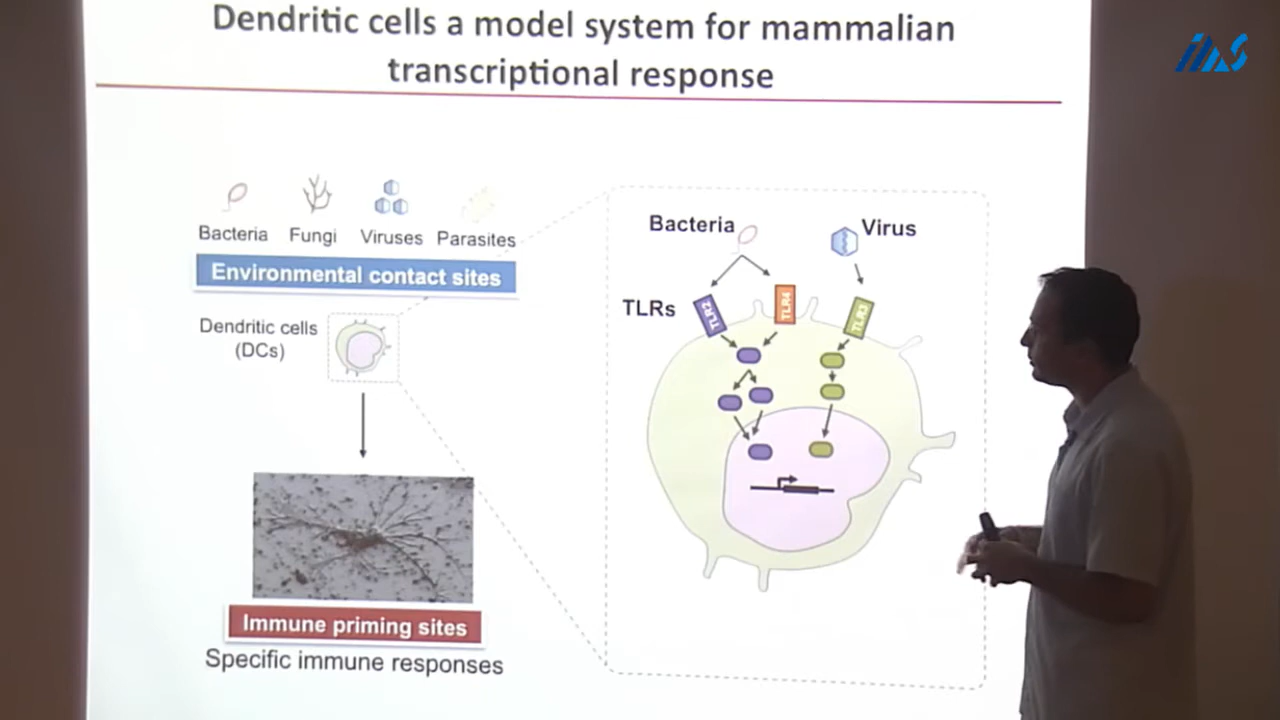 Dendritic cells a model system for mammalian
transcriptional response
iias
Bacteria Fungi Viruses Parasites
Environmental contact sites
Dendritic cells
(DCs)
Immune priming sites
Specific immune responses
Bacteria
Virus
TLRs
TLR2
TLR4
TLR3